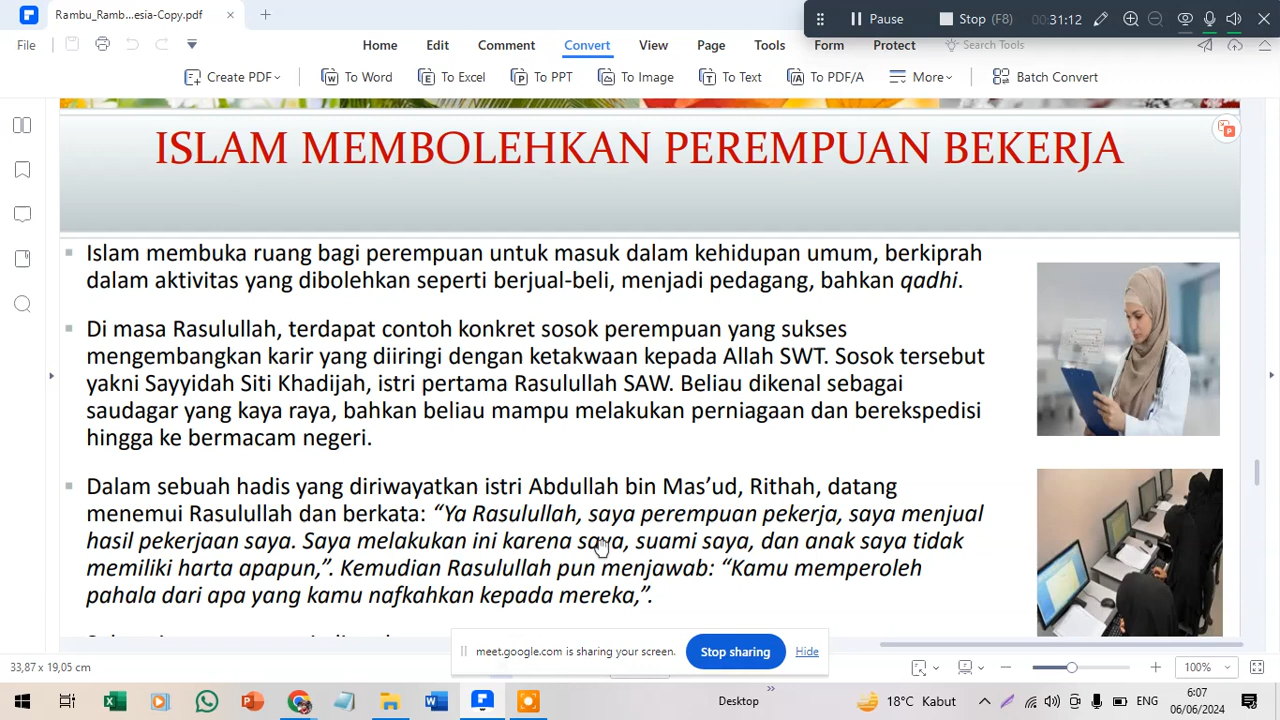 Rambu_Ramb...esia-Copy.pdf
Pause
Stop (F8)
00:31:12
File
Home
Edit
Comment
Convert
View
Page
Tools
Form
Protect
Search Tools
Create PDF
To Word
To Excel
To PPT
To Image
To Text
To PDF/A
More
Batch Convert
ISLAM MEMBOLEHKAN PEREMPUAN BEKERJA
Islam membuka ruang bagi perempuan untuk masuk dalam kehidupan umum, berkiprah
dalam aktivitas yang dibolehkan seperti berjual-beli, menjadi pedagang, bahkan qadhi.
Di masa Rasulullah, terdapat contoh konkret sosok perempuan yang sukses
mengembangkan karir yang diiringi dengan ketakwaan kepada Allah SWT. Sosok tersebut
yakni Sayyidah Siti Khadijah, istri pertama Rasulullah SAW. Beliau dikenal sebagai
saudagar yang kaya raya, bahkan beliau mampu melakukan perniagaan dan berekspedisi
hingga ke bermacam negeri.
Dalam sebuah hadis yang diriwayatkan istri Abdullah bin Mas’ud, Rithah, datang
menemui Rasulullah dan berkata: “Ya Rasulullah, saya perempuan pekerja, saya menjual
hasil pekerjaan saya. Saya melakukan ini karena saya, suami saya, dan anak saya tidak
memiliki harta apapun,”. Kemudian Rasulullah pun menjawab: “Kamu memperoleh
pahala dari apa yang kamu nafkahkan kepada mereka,”.
meet.google.com is sharing your screen.
Stop sharing
Hide
33,87 x 19,05 cm
100%
Desktop
18°C Kabut
ENG
6:07
06/06/2024